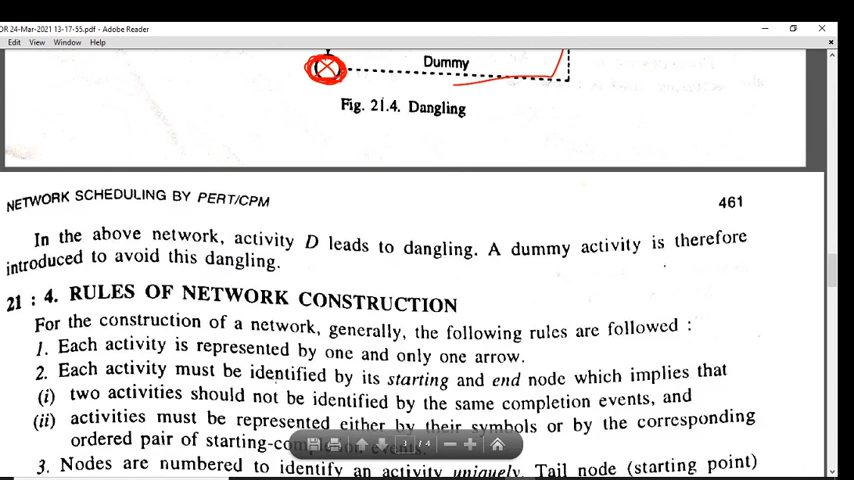 OR 24-Mar-2021 13-17-55.pdf - Adobe Reader
Edit View Window Help
Dummy
Fig. 21.4. Dangling
NETWORK SCHEDULING BY PERT/CPM 461
In the above network, activity D leads to dangling. A dummy activity is therefore
introduced to avoid this dangling.
21 : 4. RULES OF NETWORK CONSTRUCTION
For the construction of a network, generally, the following rules are followed :
1. Each activity is represented by one and only one arrow.
2. Each activity must be identified by its starting and end node which implies that
(i) two activities should not be identified by the same completion events, and
(ii) activities must be represented either by their symbols or by the corresponding
ordered pair of starting-completion events.
3 / 4
3. Nodes are numbered to identify an activity uniquely. Tail node (starting point)